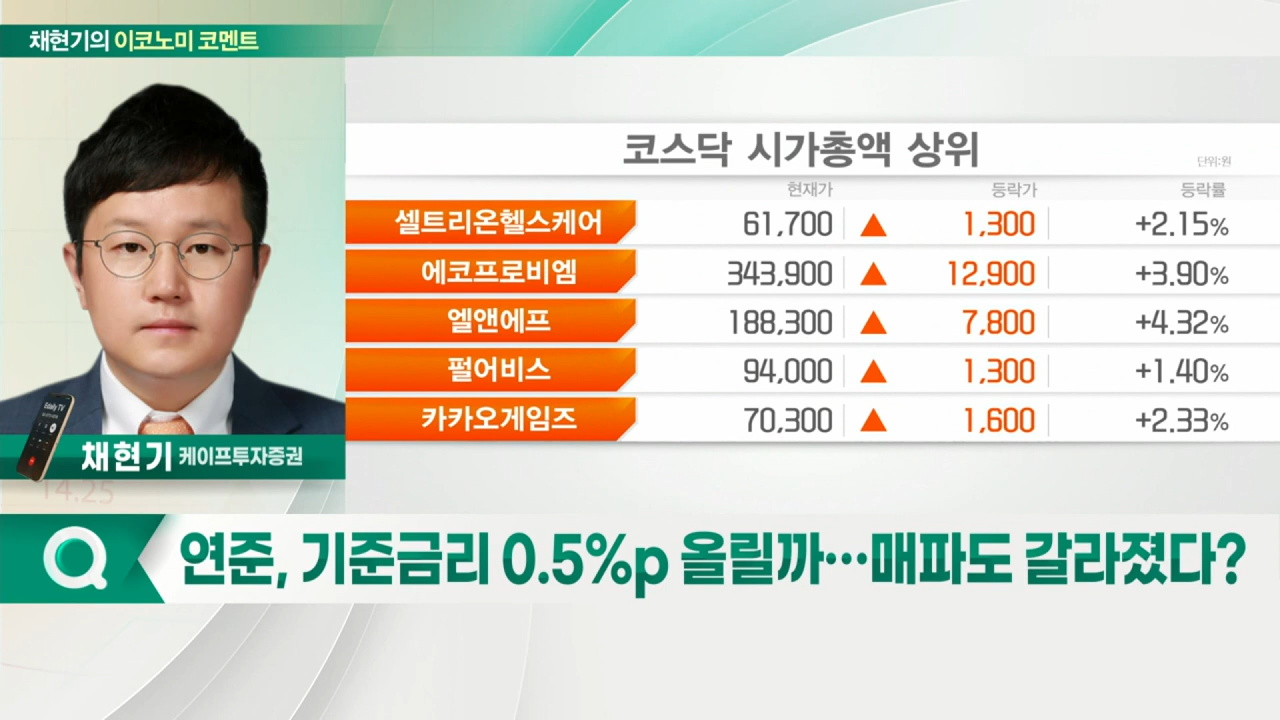 채현기의 이코노미 코멘트
코스닥 시가총액 상위
단위:원
현재가 등락가 등락률
셀트리온헬스케어 61,700 ▲ 1,300 +2.15%
에코프로비엠 343,900 ▲ 12,900 +3.90%
엘앤에프 188,300 ▲ 7,800 +4.32%
펄어비스 94,000 ▲ 1,300 +1.40%
카카오게임즈 70,300 ▲ 1,600 +2.33%
Edaily TV
채현기 케이프투자증권
14.25
Q 연준, 기준금리 0.5%p 올릴까…매파도 갈라졌다?